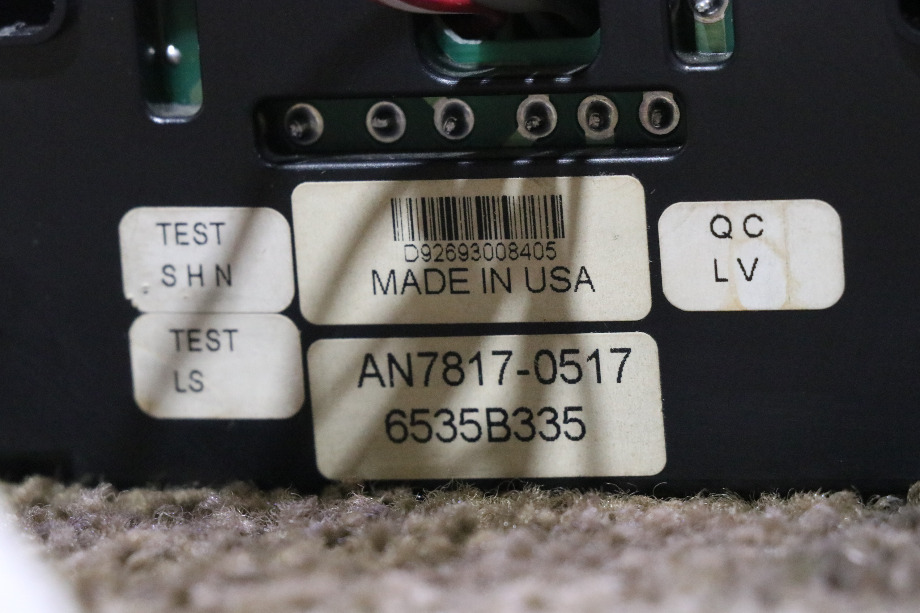 TEST
SHN
D92693008405
MADE IN USA
QC
LV
TEST
LS
AN7817-0517
6535B335